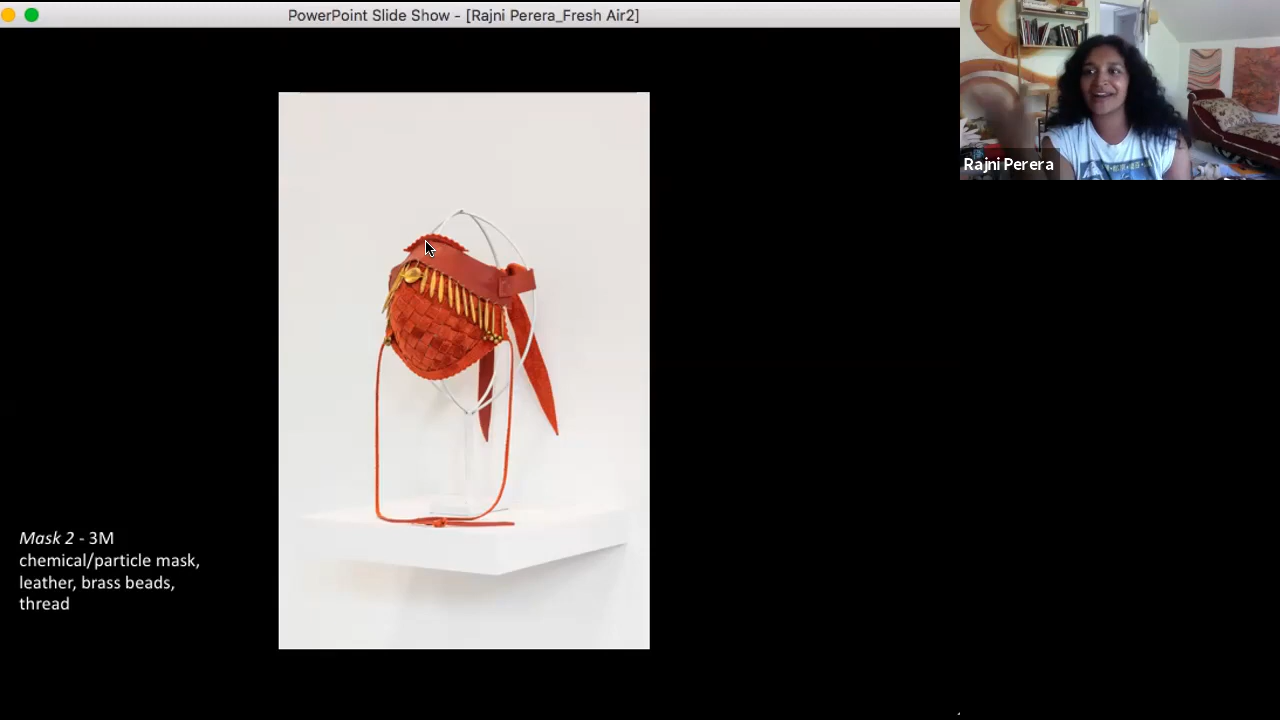 PowerPoint Slide Show - [Rajni Perera_Fresh Air2]
Rajni Perera
Mask 2 - 3M
chemical/particle mask,
leather, brass beads,
thread